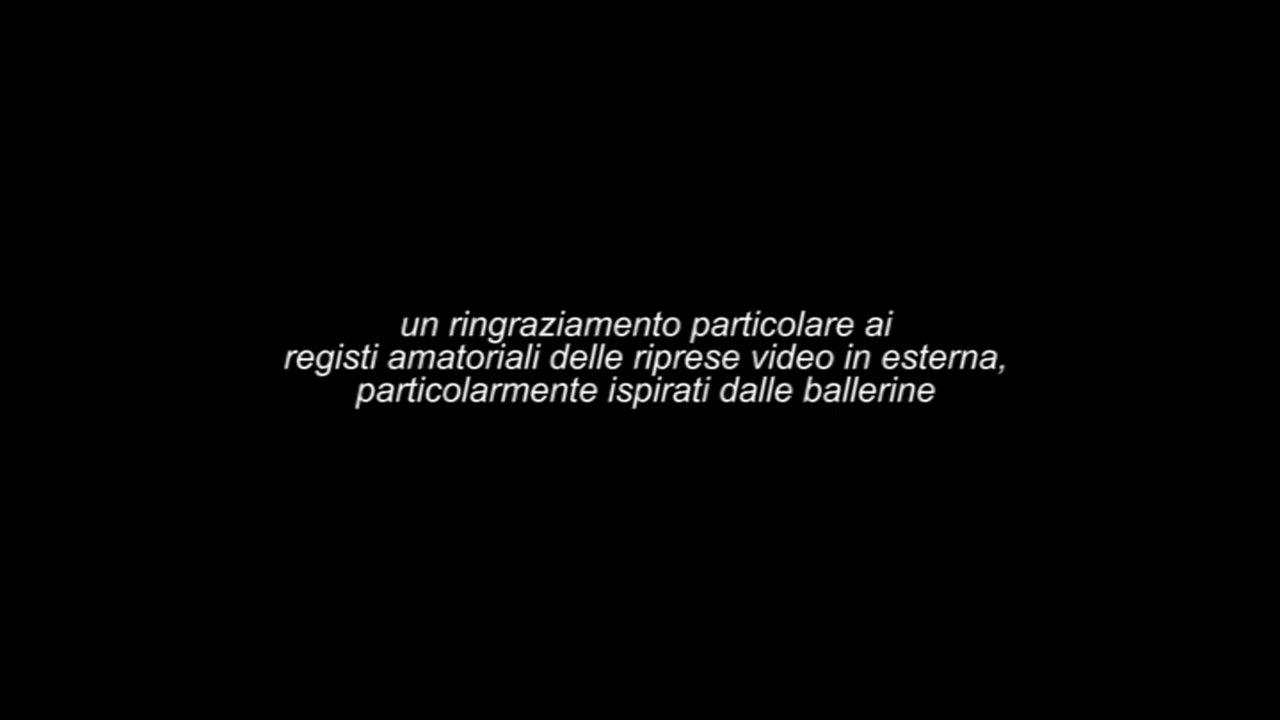 un ringraziamento particolare ai
registi amatoriali delle riprese video in esterna,
particolarmente ispirati dalle ballerine